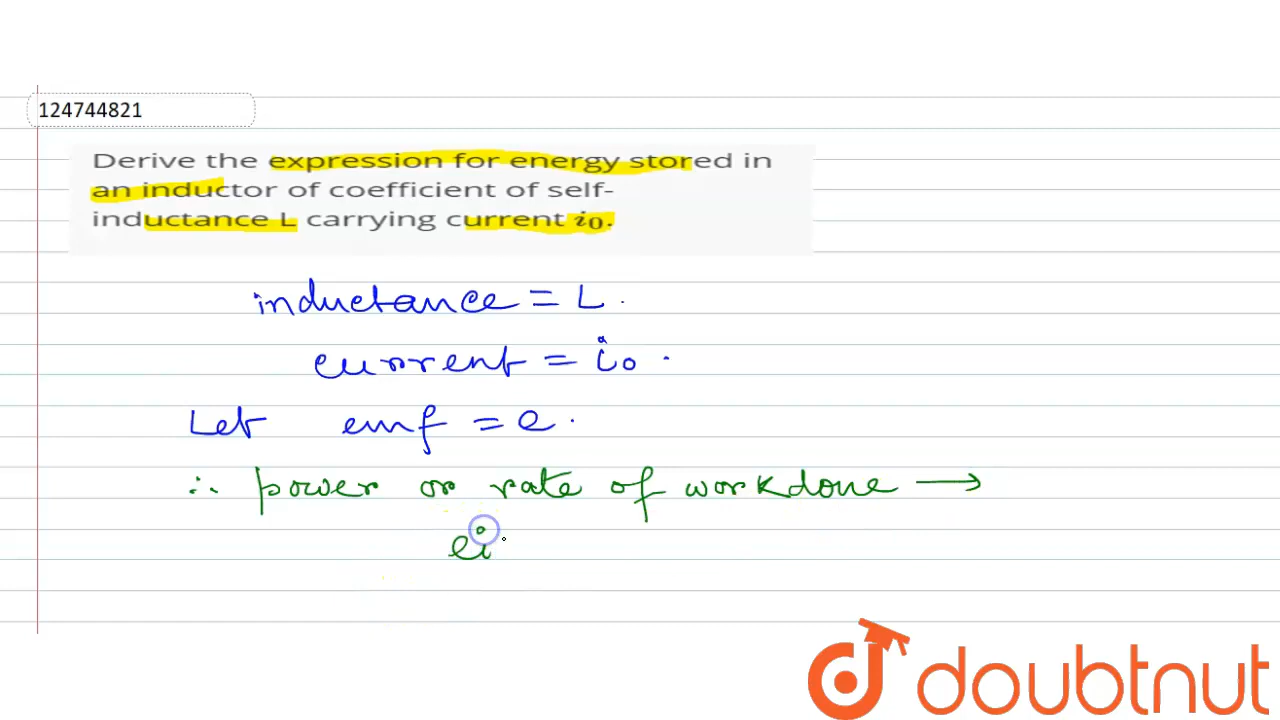 124744821
Derive the expression for energy stored in
an inductor of coefficient of self-
inductance L carrying current i₀.
inductance = L.
current = i₀.
Let emf = e.
∴ power or rate of workdone →
ei
doubtnut